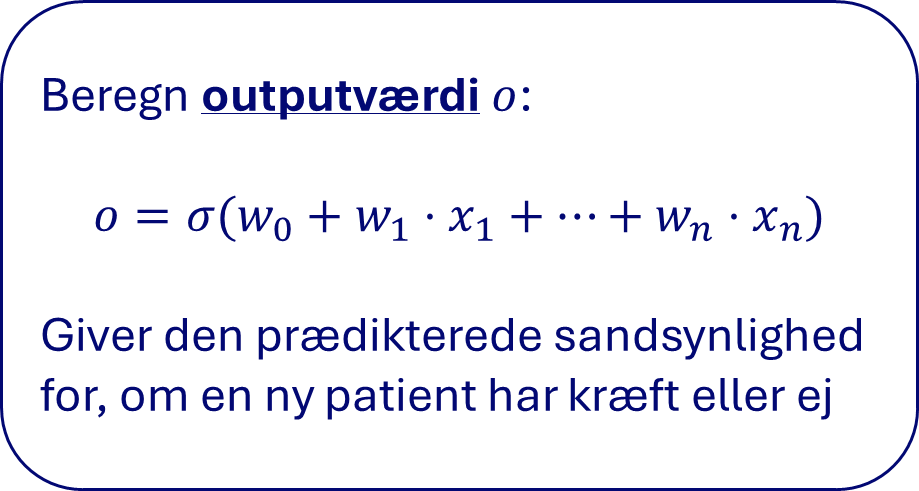 Beregn outputværdi o:
o = σ(w₀ + w₁ · x₁ + ⋯ + wₙ · xₙ)
Giver den prædikterede sandsynlighed
for, om en ny patient har kræft eller ej